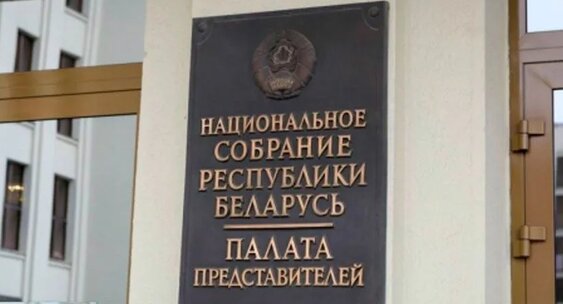 НАЦИОНАЛЬНОЕ
СОБРАНИЕ
РЕСПУБЛИКИ
БЕЛАРУСЬ
ПАЛАТА
ПРЕДСТАВИТЕЛЕЙ